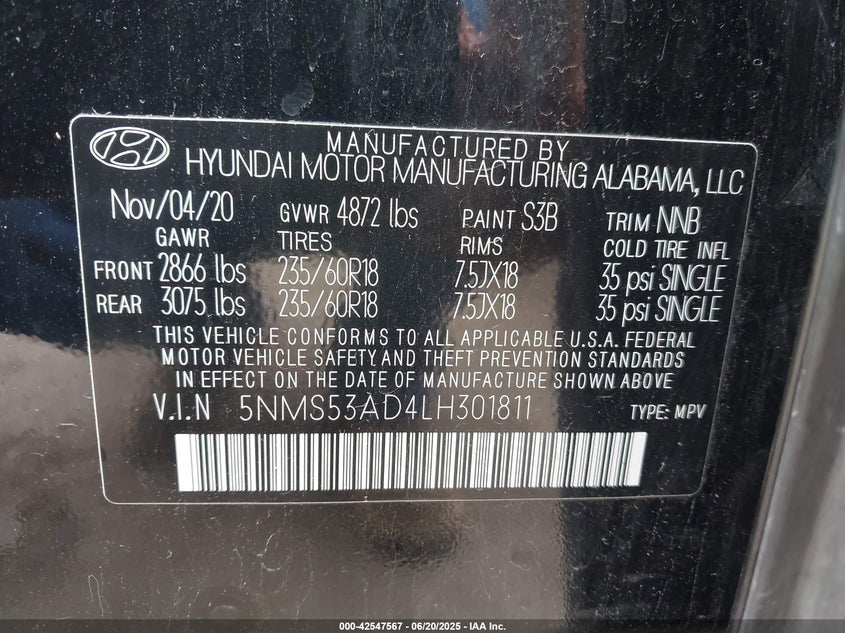 MANUFACTURED BY
HYUNDAI MOTOR MANUFACTURING ALABAMA, LLC
Nov/04/20 GVWR 4872 lbs PAINT S3B TRIM NNB
GAWR TIRES RIMS COLD TIRE INFL
FRONT 2866 lbs 235/60R18 7.5JX18 35 psi SINGLE
REAR 3075 lbs 235/60R18 7.5JX18 35 psi SINGLE
THIS VEHICLE CONFORMS TO ALL APPLICABLE U.S.A. FEDERAL
MOTOR VEHICLE SAFETY AND THEFT PREVENTION STANDARDS
IN EFFECT ON THE DATE OF MANUFACTURE SHOWN ABOVE
V.I.N 5NMS53AD4LH301811 TYPE: MPV
000-42547567 - 06/20/2025 - IAA Inc.